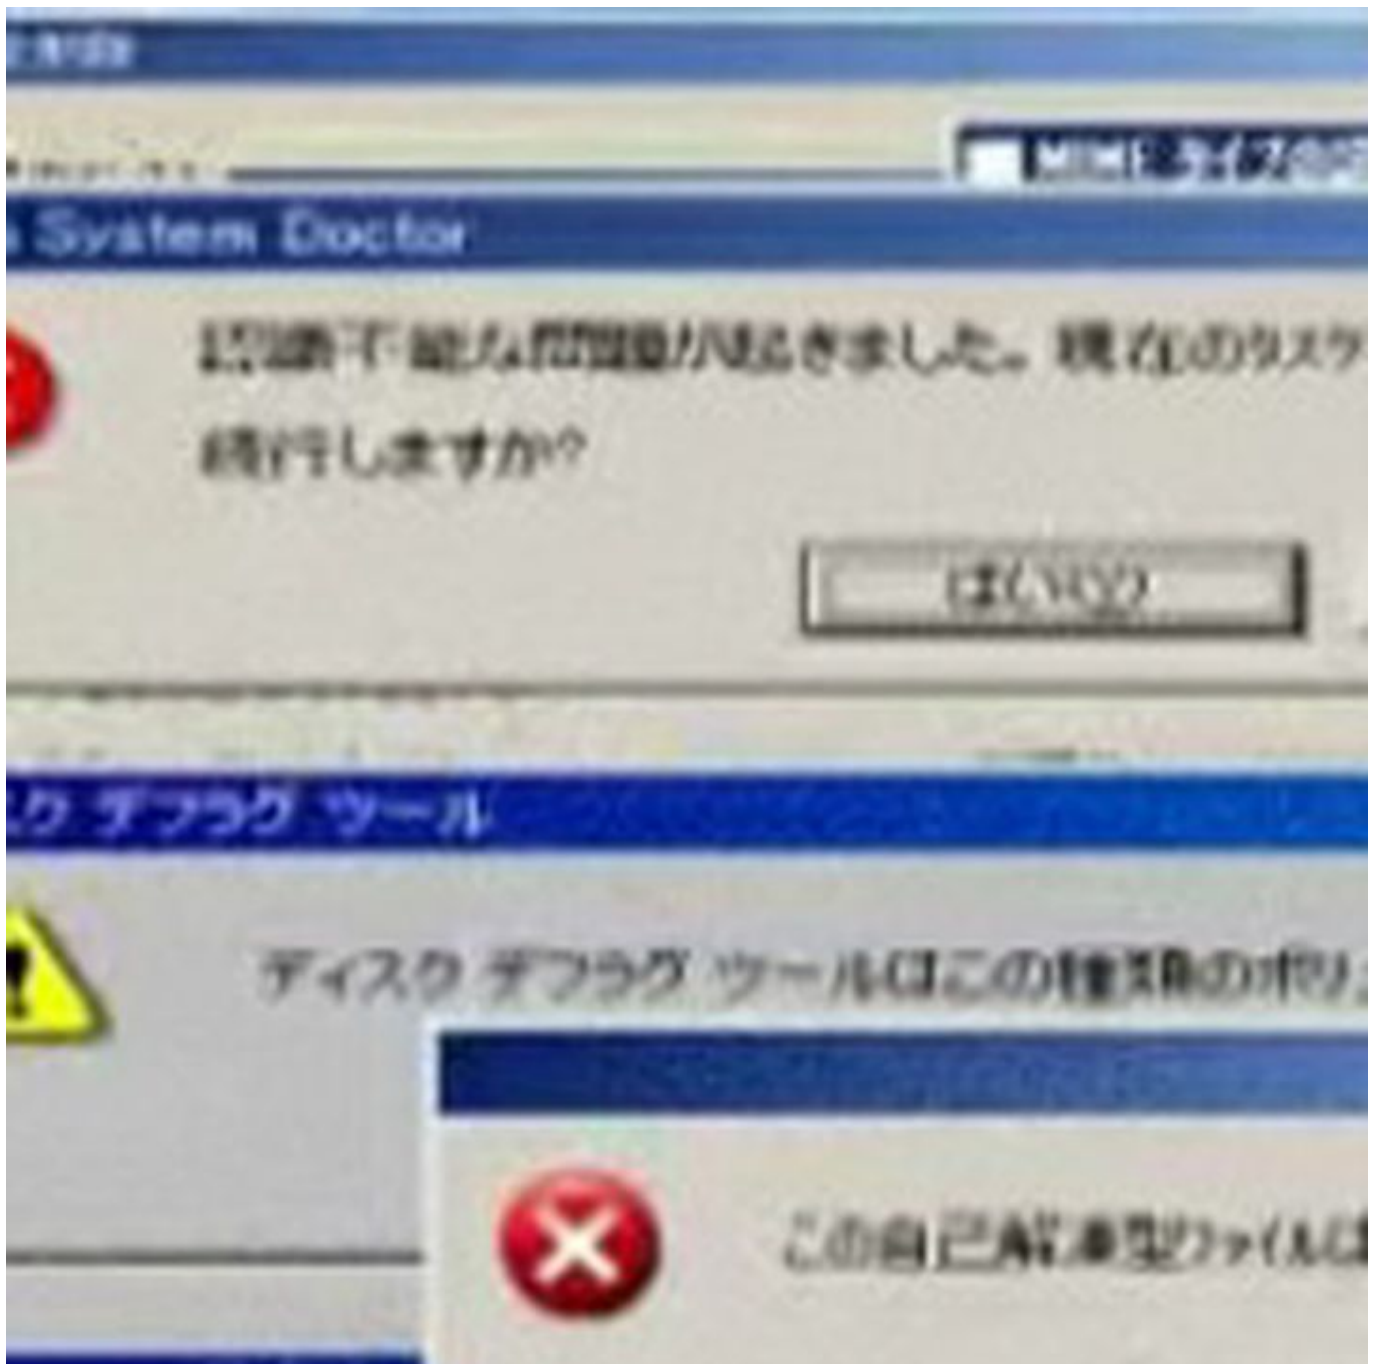 System Doctor
認識不能な問題が起きました。現在のタスク
続行しますか?
はい(Y)
スク デフラグ ツール
ディスク デフラグ ツールはこの種類のボリ
この自己解凍型ファイルは